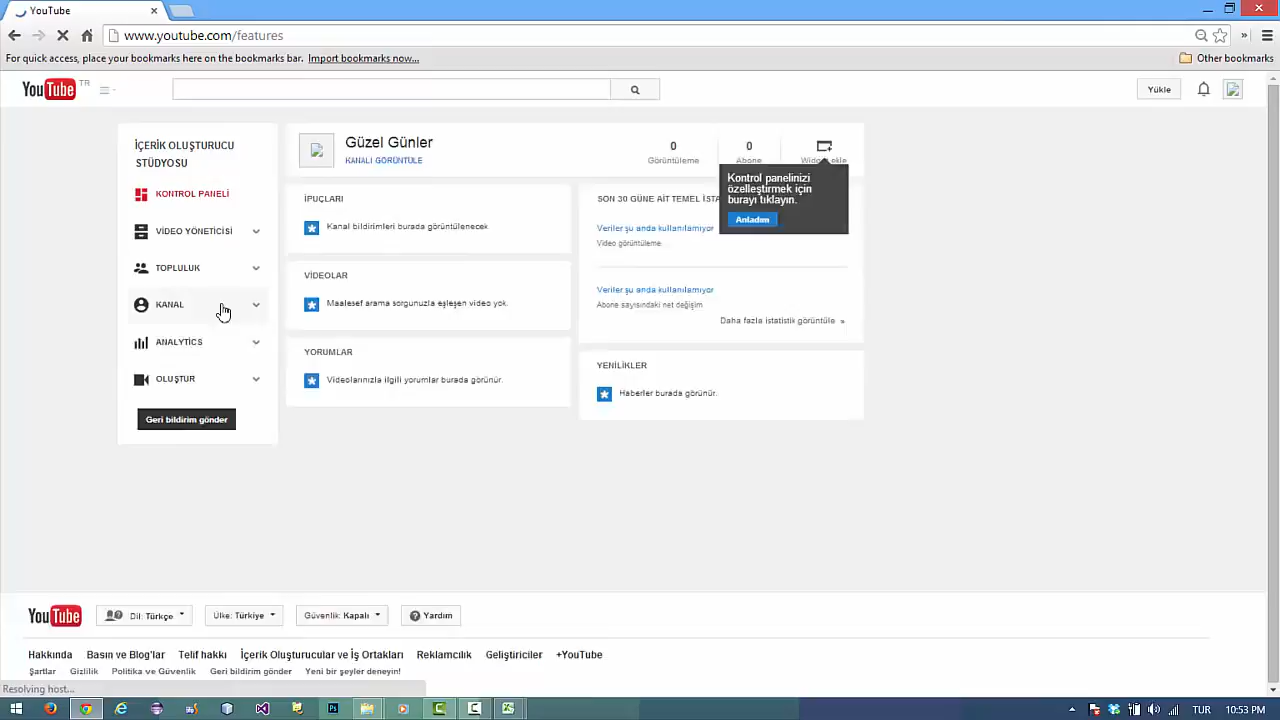 YouTube
www.youtube.com/features
For quick access, place your bookmarks here on the bookmarks bar. Import bookmarks now...
Other bookmarks
YouTube TR
Yükle
İÇERİK OLUŞTURUCU
STÜDYOSU
KONTROL PANELİ
VİDEO YÖNETİCİSİ
TOPLULUK
KANAL
ANALYTICS
OLUŞTUR
Geri bildirim gönder
Güzel Günler
KANALI GÖRÜNTÜLE
0
Görüntüleme
0
Abone
Widget ekle
Kontrol panelinizi
özelleştirmek için
burayı tıklayın.
Anladım
İPUÇLARI
Kanal bildirimleri burada görüntülenecek
VİDEOLAR
Maalesef arama sorgunuzla eşleşen video yok.
YORUMLAR
Videolarınızla ilgili yorumlar burada görünür.
SON 30 GÜNE AİT TEMEL
Veriler şu anda kullanılamıyor
Video görüntüleme
Veriler şu anda kullanılamıyor
Abone sayısındaki net değişim
Daha fazla istatistik görüntüle »
YENİLİKLER
Haberler burada görünür.
YouTube
Dil: Türkçe
Ülke: Türkiye
Güvenlik: Kapalı
Yardım
Hakkında Basın ve Blog'lar Telif hakkı İçerik Oluşturucular ve İş Ortakları Reklamcılık Geliştiriciler +YouTube
Şartlar Gizlilik Politika ve Güvenlik Geri bildirim gönder Yeni bir şeyler deneyin!
Resolving host...
TUR
10:53 PM